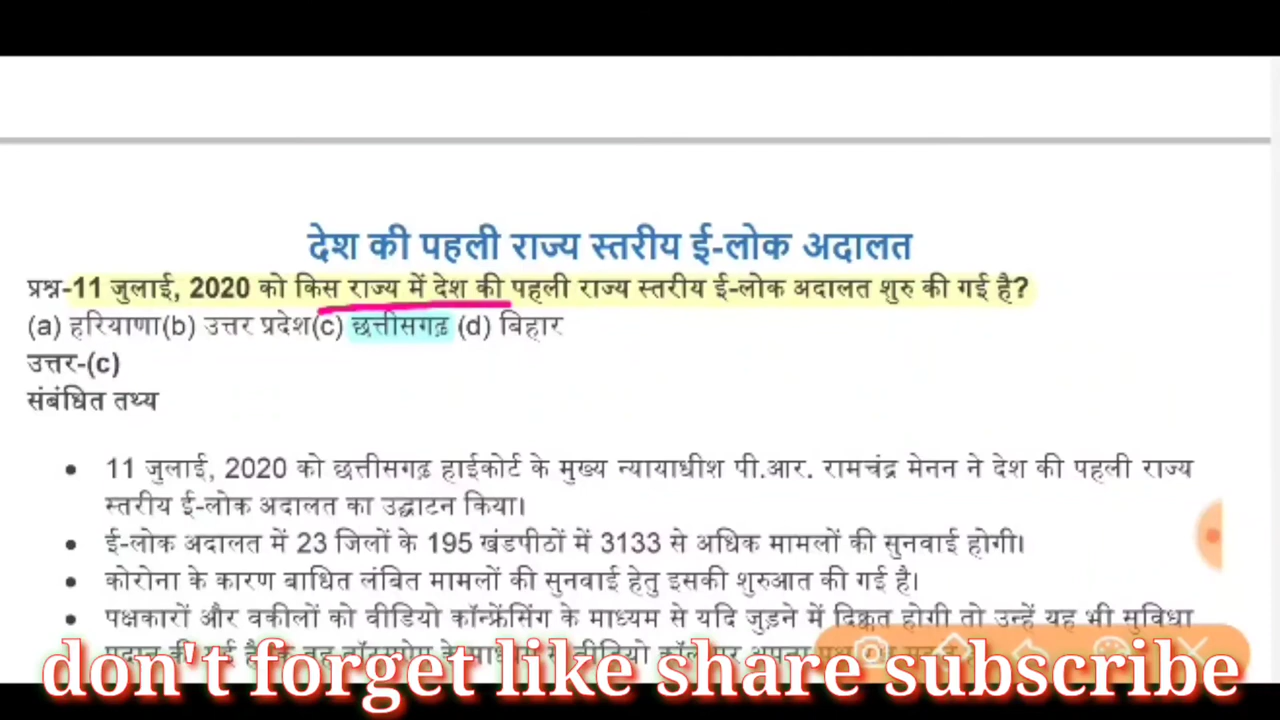 देश की पहली राज्य स्तरीय ई-लोक अदालत
प्रश्न-11 जुलाई, 2020 को किस राज्य में देश की पहली राज्य स्तरीय ई-लोक अदालत शुरु की गई है?
(a) हरियाणा(b) उत्तर प्रदेश(c) छत्तीसगढ़ (d) बिहार
उत्तर-(c)
संबंधित तथ्य
• 11 जुलाई, 2020 को छत्तीसगढ़ हाईकोर्ट के मुख्य न्यायाधीश पी.आर. रामचंद्र मेनन ने देश की पहली राज्य
स्तरीय ई-लोक अदालत का उद्घाटन किया।
• ई-लोक अदालत में 23 जिलों के 195 खंडपीठों में 3133 से अधिक मामलों की सुनवाई होगी।
• कोरोना के कारण बाधित लंबित मामलों की सुनवाई हेतु इसकी शुरुआत की गई है।
• पक्षकारों और वकीलों को वीडियो कॉन्फ्रेंसिंग के माध्यम से यदि जुड़ने में दिक्कत होगी तो उन्हें यह भी सुविधा
don't forget like share subscribe